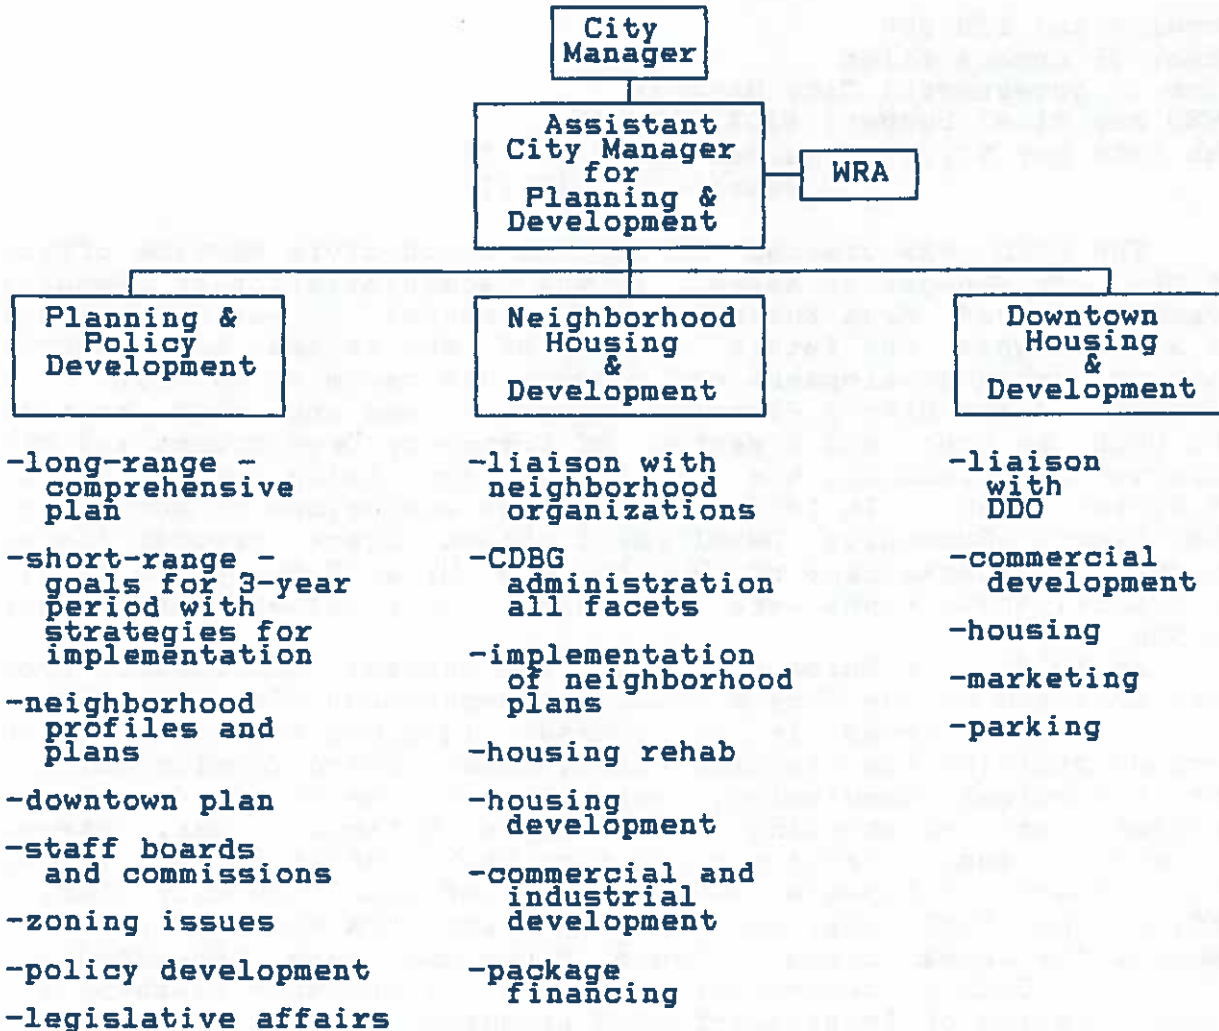 City
Manager
Assistant
City Manager
for
Planning &
Development
WRA
Planning &
Policy
Development
Neighborhood
Housing
&
Development
Downtown
Housing
&
Development
-long-range -
comprehensive
plan
-short-range -
goals for 3-year
period with
strategies for
implementation
-neighborhood
profiles and
plans
-downtown plan
-staff boards
and commissions
-zoning issues
-policy development
-legislative affairs
-liaison with
neighborhood
organizations
-CDBG
administration
all facets
-implementation
of neighborhood
plans
-housing rehab
-housing
development
-commercial and
industrial
development
-package
financing
-liaison
with
DDO
-commercial
development
-housing
-marketing
-parking